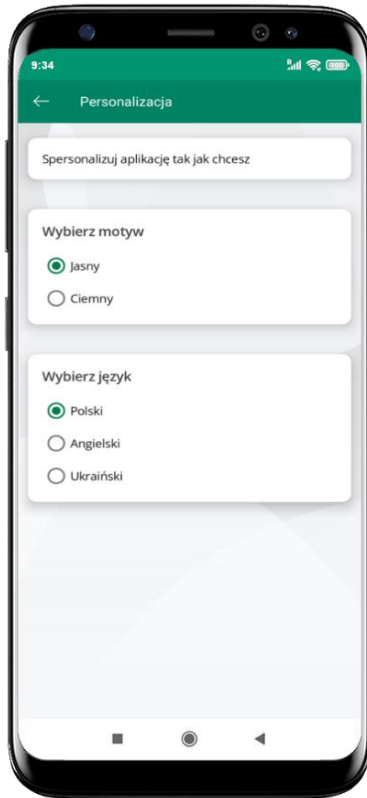 9:34
Personalizacja
Spersonalizuj aplikację tak jak chcesz
Wybierz motyw
Jasny
Ciemny
Wybierz język
Polski
Angielski
Ukraiński